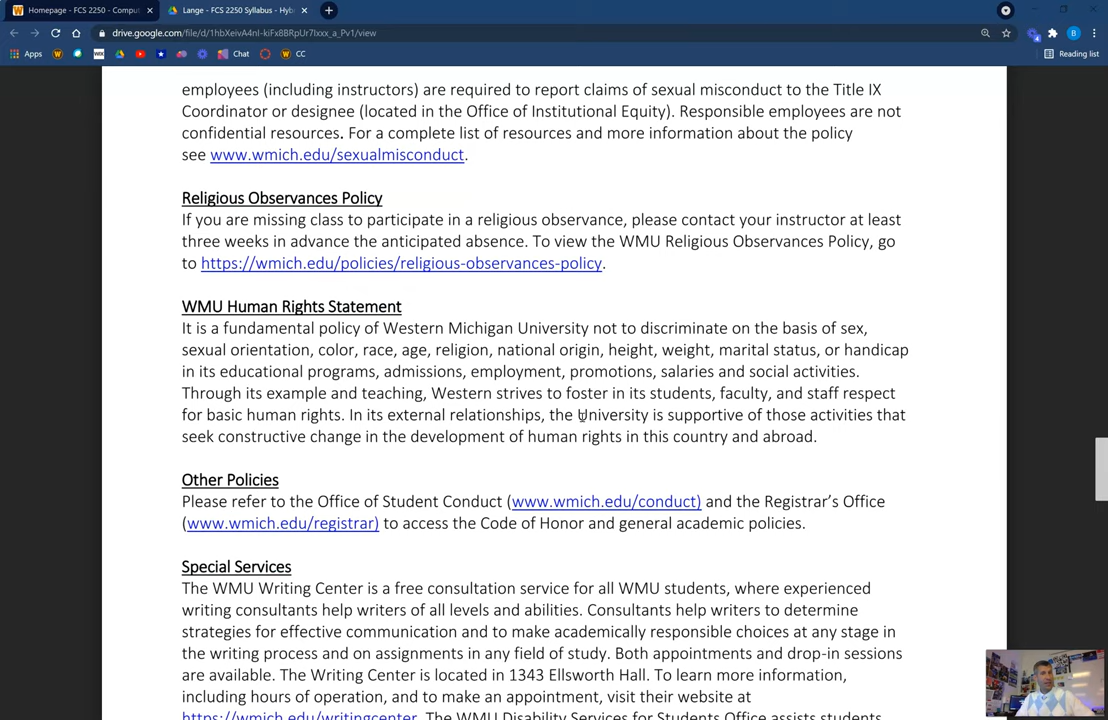 Homepage - FCS 2250 - Comput
Lange - FCS 2250 Syllabus - Hyb
drive.google.com/file/d/1hbXeivA4nI-kiFx8BRpUr7Ixxx_a_Pv1/view
B
Apps
Chat
CC
Reading list
employees (including instructors) are required to report claims of sexual misconduct to the Title IX
Coordinator or designee (located in the Office of Institutional Equity). Responsible employees are not
confidential resources. For a complete list of resources and more information about the policy
see www.wmich.edu/sexualmisconduct.
Religious Observances Policy
If you are missing class to participate in a religious observance, please contact your instructor at least
three weeks in advance the anticipated absence. To view the WMU Religious Observances Policy, go
to https://wmich.edu/policies/religious-observances-policy.
WMU Human Rights Statement
It is a fundamental policy of Western Michigan University not to discriminate on the basis of sex,
sexual orientation, color, race, age, religion, national origin, height, weight, marital status, or handicap
in its educational programs, admissions, employment, promotions, salaries and social activities.
Through its example and teaching, Western strives to foster in its students, faculty, and staff respect
for basic human rights. In its external relationships, the University is supportive of those activities that
seek constructive change in the development of human rights in this country and abroad.
Other Policies
Please refer to the Office of Student Conduct (www.wmich.edu/conduct) and the Registrar's Office
(www.wmich.edu/registrar) to access the Code of Honor and general academic policies.
Special Services
The WMU Writing Center is a free consultation service for all WMU students, where experienced
writing consultants help writers of all levels and abilities. Consultants help writers to determine
strategies for effective communication and to make academically responsible choices at any stage in
the writing process and on assignments in any field of study. Both appointments and drop-in sessions
are available. The Writing Center is located in 1343 Ellsworth Hall. To learn more information,
including hours of operation, and to make an appointment, visit their website at
https://wmich.edu/writingcenter. The WMU Disability Services for Students Office assists students